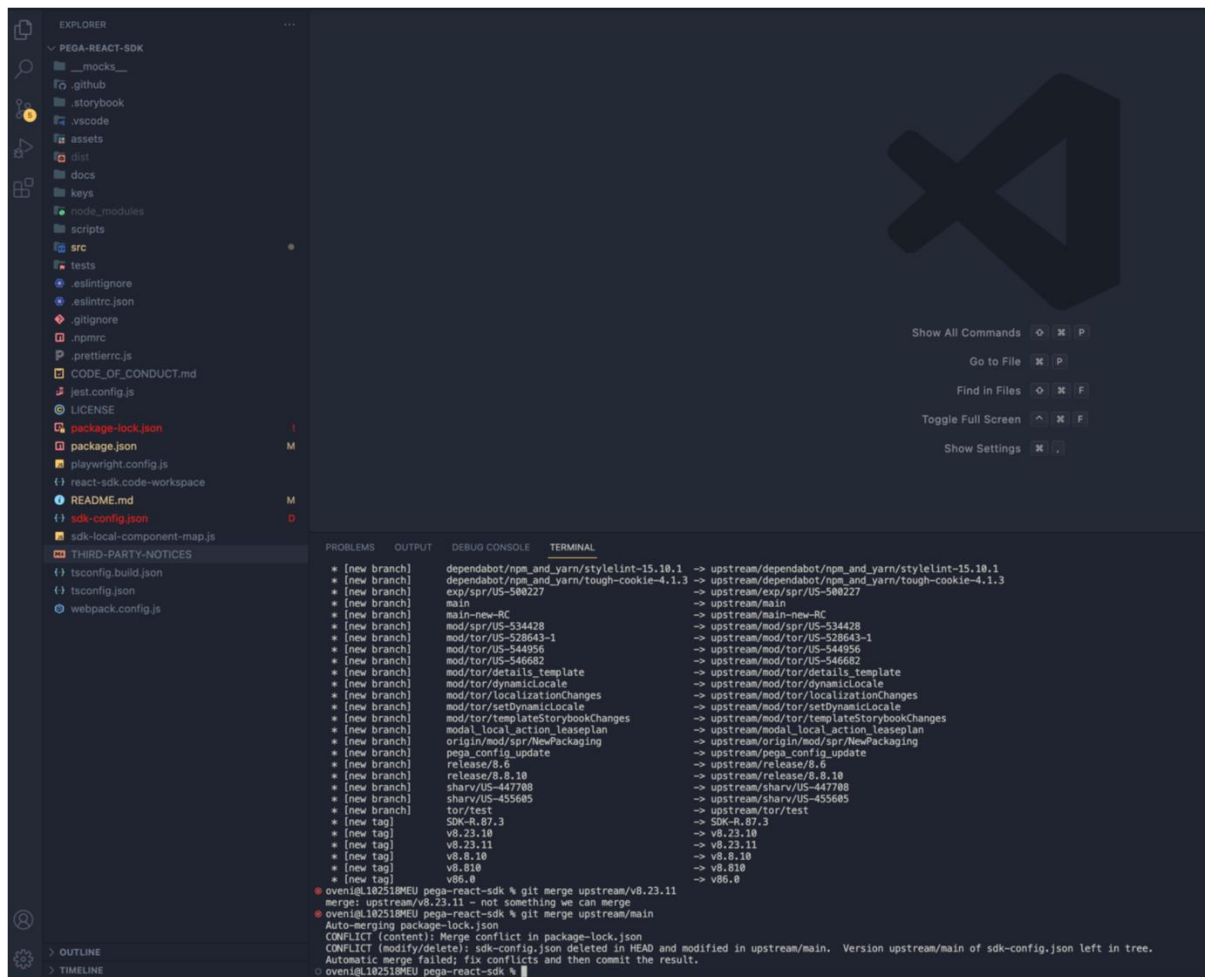 EXPLORER
PEGA-REACT-SDK
__mocks__
.github
.storybook
5
.vscode
assets
dist
docs
keys
node_modules
scripts
src
tests
.eslintignore
.eslintrc.json
.gitignore
.npmrc
.prettierrc.js
CODE_OF_CONDUCT.md
jest.config.js
LICENSE
package-lock.json !
package.json M
playwright.config.js
react-sdk.code-workspace
README.md M
sdk-config.json D
sdk-local-component-map.js
THIRD-PARTY-NOTICES
tsconfig.build.json
tsconfig.json
webpack.config.js
OUTLINE
TIMELINE
Show All Commands ⇧ ⌘ P
Go to File ⌘ P
Find in Files ⇧ ⌘ F
Toggle Full Screen ^ ⌘ F
Show Settings ⌘ ,
PROBLEMS OUTPUT DEBUG CONSOLE TERMINAL
* [new branch] dependabot/npm_and_yarn/stylelint-15.10.1 -> upstream/dependabot/npm_and_yarn/stylelint-15.10.1
* [new branch] dependabot/npm_and_yarn/tough-cookie-4.1.3 -> upstream/dependabot/npm_and_yarn/tough-cookie-4.1.3
* [new branch] exp/spr/US-500227 -> upstream/exp/spr/US-500227
* [new branch] main -> upstream/main
* [new branch] main-new-RC -> upstream/main-new-RC
* [new branch] mod/spr/US-534428 -> upstream/mod/spr/US-534428
* [new branch] mod/tor/US-528643-1 -> upstream/mod/tor/US-528643-1
* [new branch] mod/tor/US-544956 -> upstream/mod/tor/US-544956
* [new branch] mod/tor/US-546682 -> upstream/mod/tor/US-546682
* [new branch] mod/tor/details_template -> upstream/mod/tor/details_template
* [new branch] mod/tor/dynamicLocale -> upstream/mod/tor/dynamicLocale
* [new branch] mod/tor/localizationChanges -> upstream/mod/tor/localizationChanges
* [new branch] mod/tor/setDynamicLocale -> upstream/mod/tor/setDynamicLocale
* [new branch] mod/tor/templateStorybookChanges -> upstream/mod/tor/templateStorybookChanges
* [new branch] modal_local_action_leaseplan -> upstream/modal_local_action_leaseplan
* [new branch] origin/mod/spr/NewPackaging -> upstream/origin/mod/spr/NewPackaging
* [new branch] pega_config_update -> upstream/pega_config_update
* [new branch] release/8.6 -> upstream/release/8.6
* [new branch] release/8.8.10 -> upstream/release/8.8.10
* [new branch] sharv/US-447708 -> upstream/sharv/US-447708
* [new branch] sharv/US-455605 -> upstream/sharv/US-455605
* [new branch] tor/test -> upstream/tor/test
* [new tag] SDK-R.87.3 -> SDK-R.87.3
* [new tag] v8.23.10 -> v8.23.10
* [new tag] v8.23.11 -> v8.23.11
* [new tag] v8.8.10 -> v8.8.10
* [new tag] v8.810 -> v8.810
* [new tag] v86.0 -> v86.0
oveni@L102518MEU pega-react-sdk % git merge upstream/v8.23.11
merge: upstream/v8.23.11 - not something we can merge
oveni@L102518MEU pega-react-sdk % git merge upstream/main
Auto-merging package-lock.json
CONFLICT (content): Merge conflict in package-lock.json
CONFLICT (modify/delete): sdk-config.json deleted in HEAD and modified in upstream/main. Version upstream/main of sdk-config.json left in tree.
Automatic merge failed; fix conflicts and then commit the result.
oveni@L102518MEU pega-react-sdk %